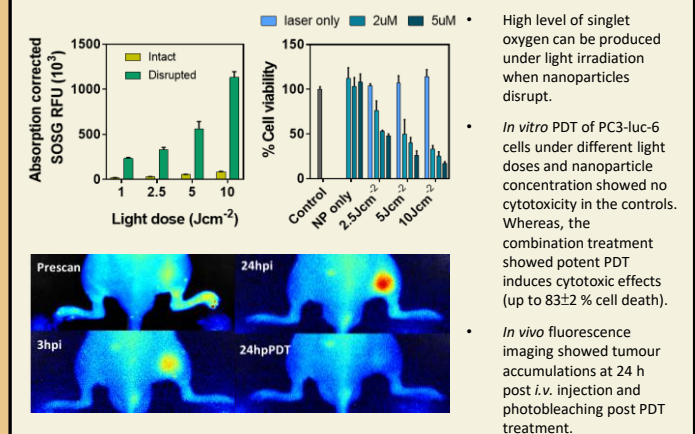 laser only 2uM 5uM
Absorption corrected
SOSG RFU (10³)
1500
1000
500
0
Intact
Disrupted
1 2.5 5 10
Light dose (Jcm⁻²)
% Cell viability
150
100
50
0
Control
NP only
2.5Jcm⁻²
5Jcm⁻²
10Jcm⁻²
Prescan
24hpi
3hpi
24hpPDT
• High level of singlet
oxygen can be produced
under light irradiation
when nanoparticles
disrupt.
• In vitro PDT of PC3-luc-6
cells under different light
doses and nanoparticle
concentration showed no
cytotoxicity in the controls.
Whereas, the
combination treatment
showed potent PDT
induces cytotoxic effects
(up to 83±2 % cell death).
• In vivo fluorescence
imaging showed tumour
accumulations at 24 h
post i.v. injection and
photobleaching post PDT
treatment.